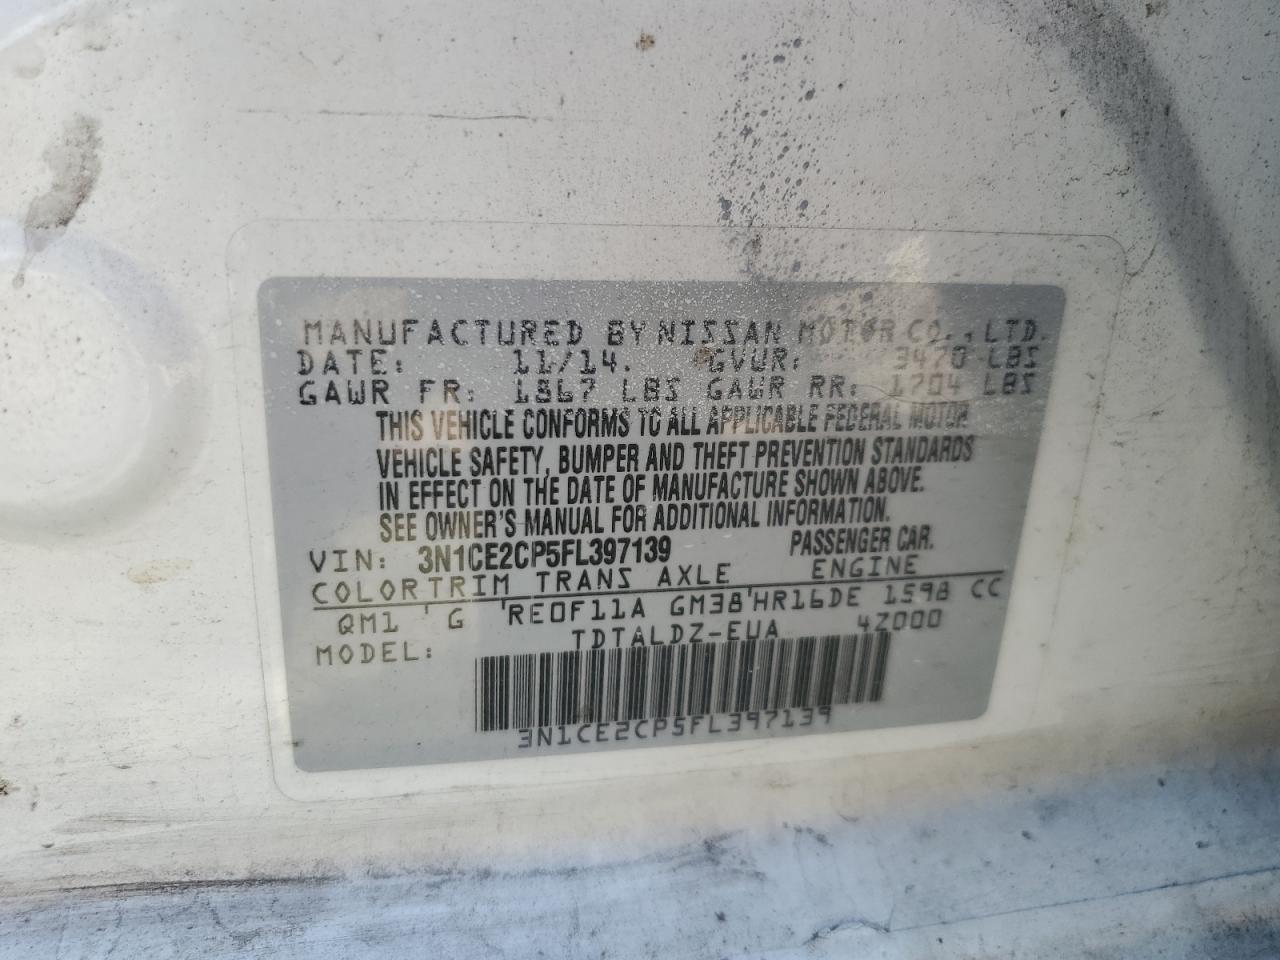 MANUFACTURED BY NISSAN MOTOR CO., LTD.
DATE: 11/14. GVWR: 3470 LBS
GAWR FR: 1867 LBS GAWR RR: 1704 LBS
THIS VEHICLE CONFORMS TO ALL APPLICABLE FEDERAL MOTOR
VEHICLE SAFETY, BUMPER AND THEFT PREVENTION STANDARDS
IN EFFECT ON THE DATE OF MANUFACTURE SHOWN ABOVE.
SEE OWNER'S MANUAL FOR ADDITIONAL INFORMATION.
VIN: 3N1CE2CP5FL397139 PASSENGER CAR.
COLOR TRIM TRANS AXLE ENGINE
QM1 ' G 'RE0F11A GM38'HR16DE 1598 CC
MODEL: TDTALDZ-EUA 4Z000
3N1CE2CP5FL397139